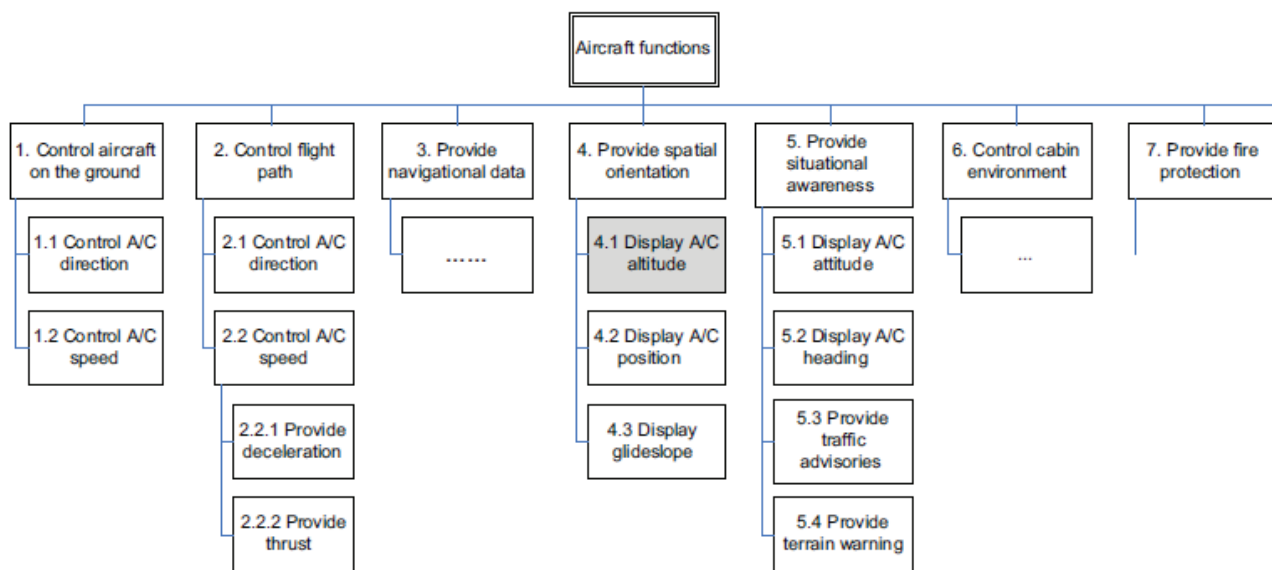 Aircraft functions
1. Control aircraft
on the ground
2. Control flight
path
3. Provide
navigational data
4. Provide spatial
orientation
5. Provide
situational
awareness
6. Control cabin
environment
7. Provide fire
protection
1.1 Control A/C
direction
2.1 Control A/C
direction
……
4.1 Display A/C
altitude
5.1 Display A/C
attitude
...
1.2 Control A/C
speed
2.2 Control A/C
speed
4.2 Display A/C
position
5.2 Display A/C
heading
2.2.1 Provide
deceleration
4.3 Display
glideslope
5.3 Provide
traffic
advisories
2.2.2 Provide
thrust
5.4 Provide
terrain warning